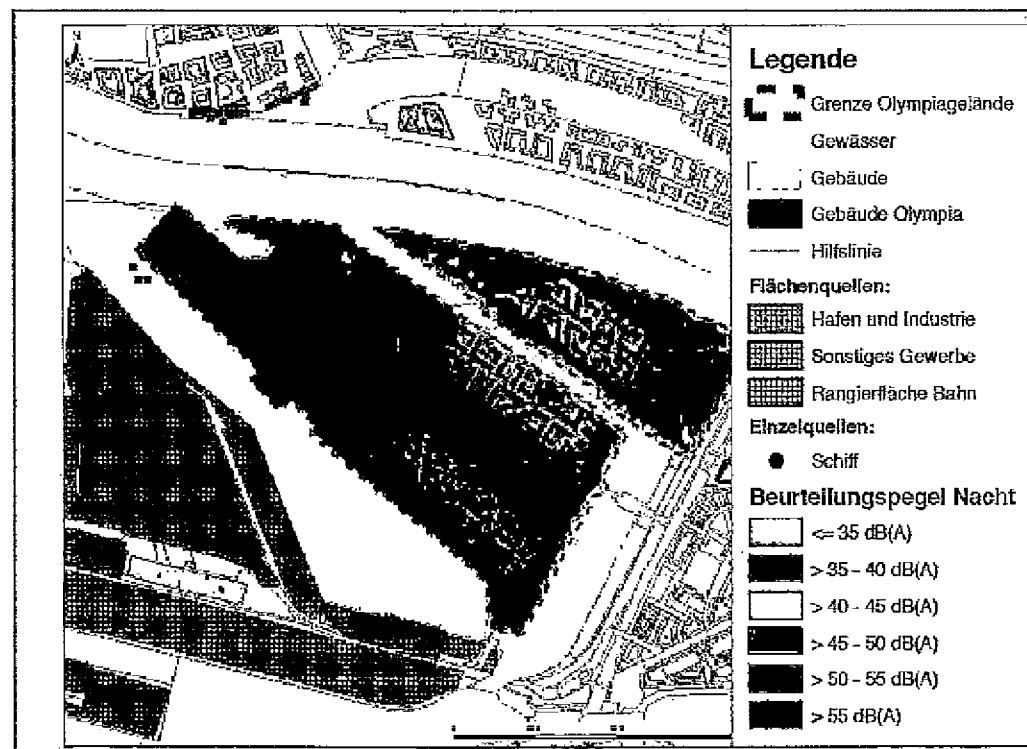 Legende
Grenze Olympiagelände
Gewässer
Gebäude
Gebäude Olympia
Hilfslinie
Flächenquellen:
Hafen und Industrie
Sonstiges Gewerbe
Rangierfläche Bahn
Einzelquellen:
Schiff
Beurteilungspegel Nacht
<= 35 dB(A)
> 35 - 40 dB(A)
> 40 - 45 dB(A)
> 45 - 50 dB(A)
> 50 - 55 dB(A)
> 55 dB(A)